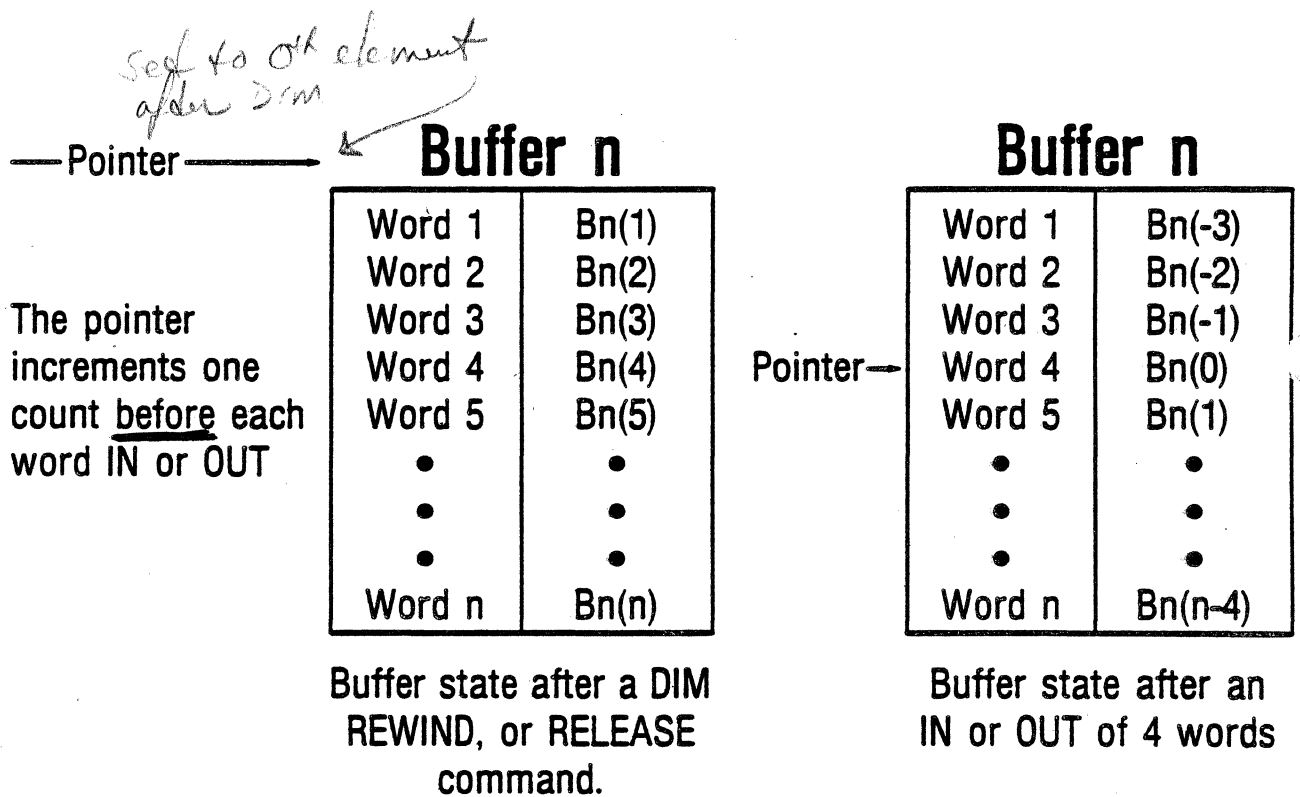 set to 0th element
after Dim
Pointer
Buffer n
Word 1 Bn(1)
Word 2 Bn(2)
Word 3 Bn(3)
Word 4 Bn(4)
Word 5 Bn(5)
Word n Bn(n)
The pointer
increments one
count before each
word IN or OUT
Buffer state after a DIM
REWIND, or RELEASE
command.
Buffer n
Word 1 Bn(-3)
Word 2 Bn(-2)
Word 3 Bn(-1)
Pointer Word 4 Bn(0)
Word 5 Bn(1)
Word n Bn(n-4)
Buffer state after an
IN or OUT of 4 words